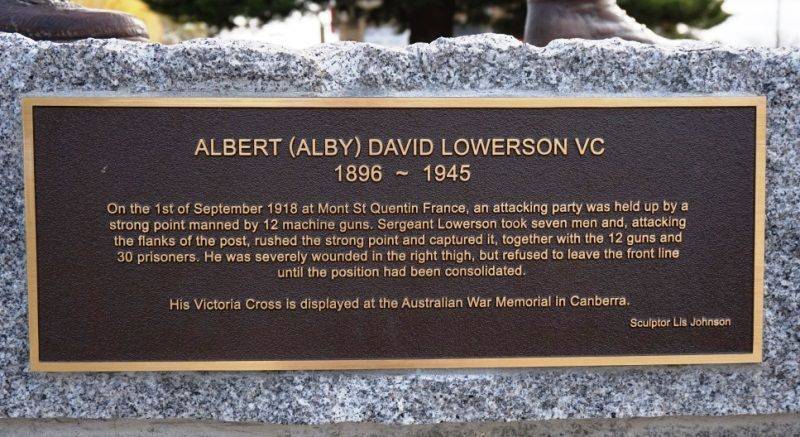 ALBERT (ALBY) DAVID LOWERSON VC
1896 ~ 1945
On the 1st of September 1918 at Mont St Quentin France, an attacking party was held up by a
strong point manned by 12 machine guns. Sergeant Lowerson took seven men and, attacking
the flanks of the post, rushed the strong point and captured it, together with the 12 guns and
30 prisoners. He was severely wounded in the right thigh, but refused to leave the front line
until the position had been consolidated.
His Victoria Cross is displayed at the Australian War Memorial in Canberra.
Sculptor Lis Johnson